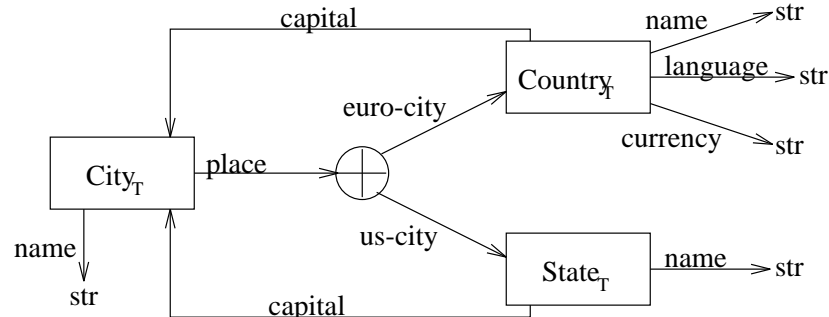 capital
name
str
Country_T
language
str
euro-city
currency
str
City_T
place
us-city
name
str
State_T
name
str
capital